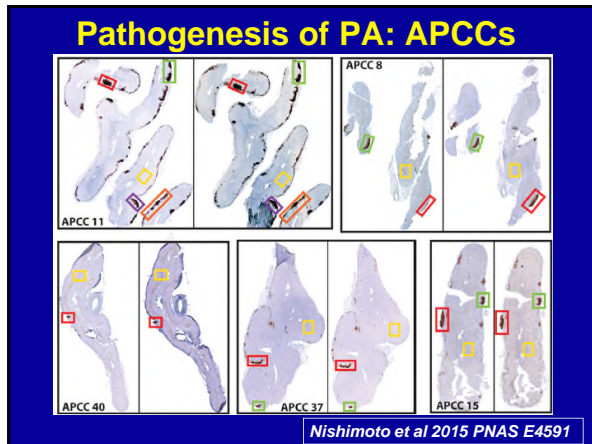 Pathogenesis of PA: APCCs
APCC 11
APCC 8
APCC 40
APCC 37
APCC 15
Nishimoto et al 2015 PNAS E4591